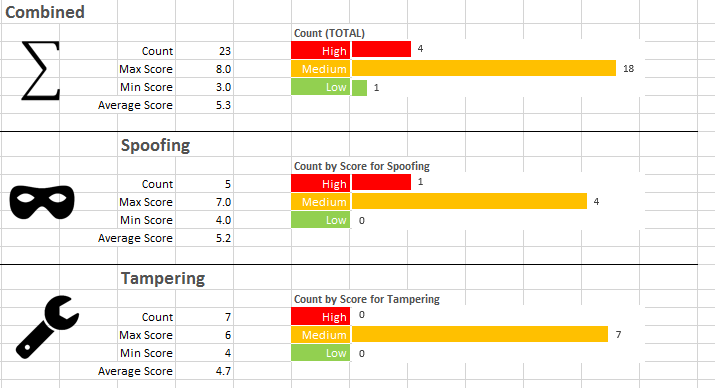 Combined
Count (TOTAL)
Count 23 High 4
Max Score 8.0 Medium 18
Min Score 3.0 Low 1
Average Score 5.3
Spoofing
Count by Score for Spoofing
Count 5 High 1
Max Score 7.0 Medium 4
Min Score 4.0 Low 0
Average Score 5.2
Tampering
Count by Score for Tampering
Count 7 High 0
Max Score 6 Medium 7
Min Score 4 Low 0
Average Score 4.7